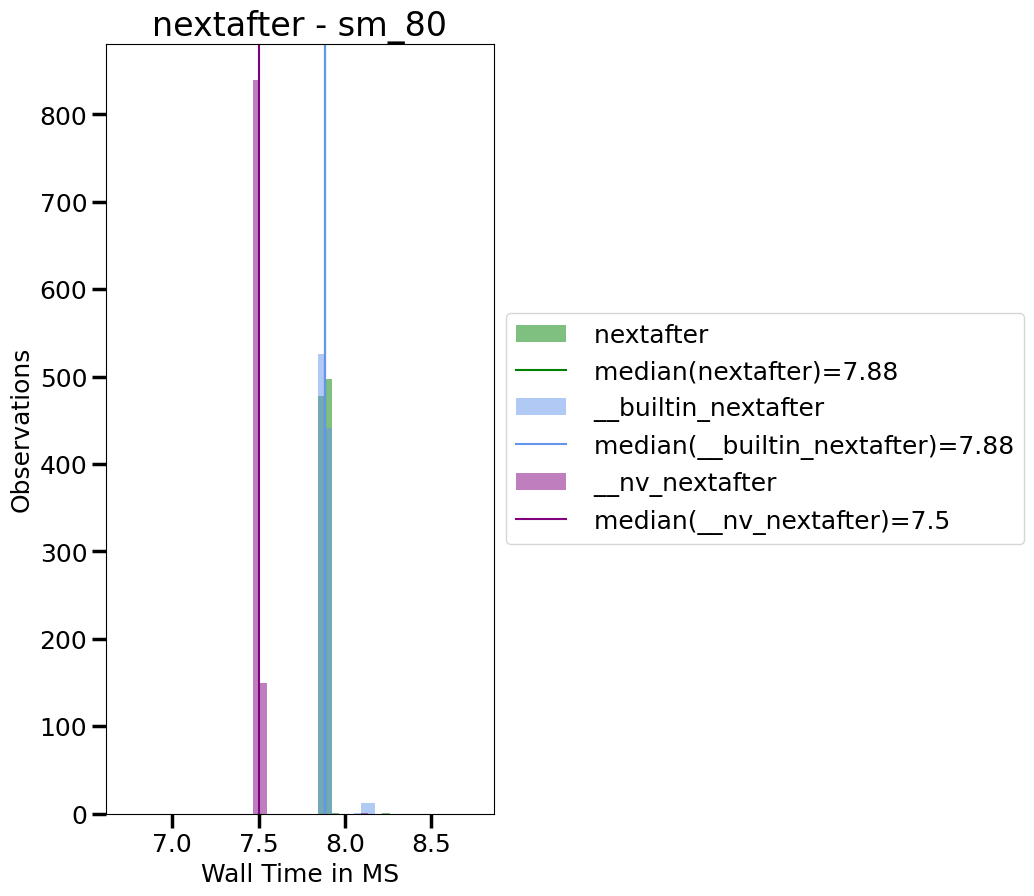 nextafter - sm_80
Observations
800
700
600
500
400
300
200
100
0
7.0 7.5 8.0 8.5
Wall Time in MS
nextafter
median(nextafter)=7.88
__builtin_nextafter
median(__builtin_nextafter)=7.88
__nv_nextafter
median(__nv_nextafter)=7.5